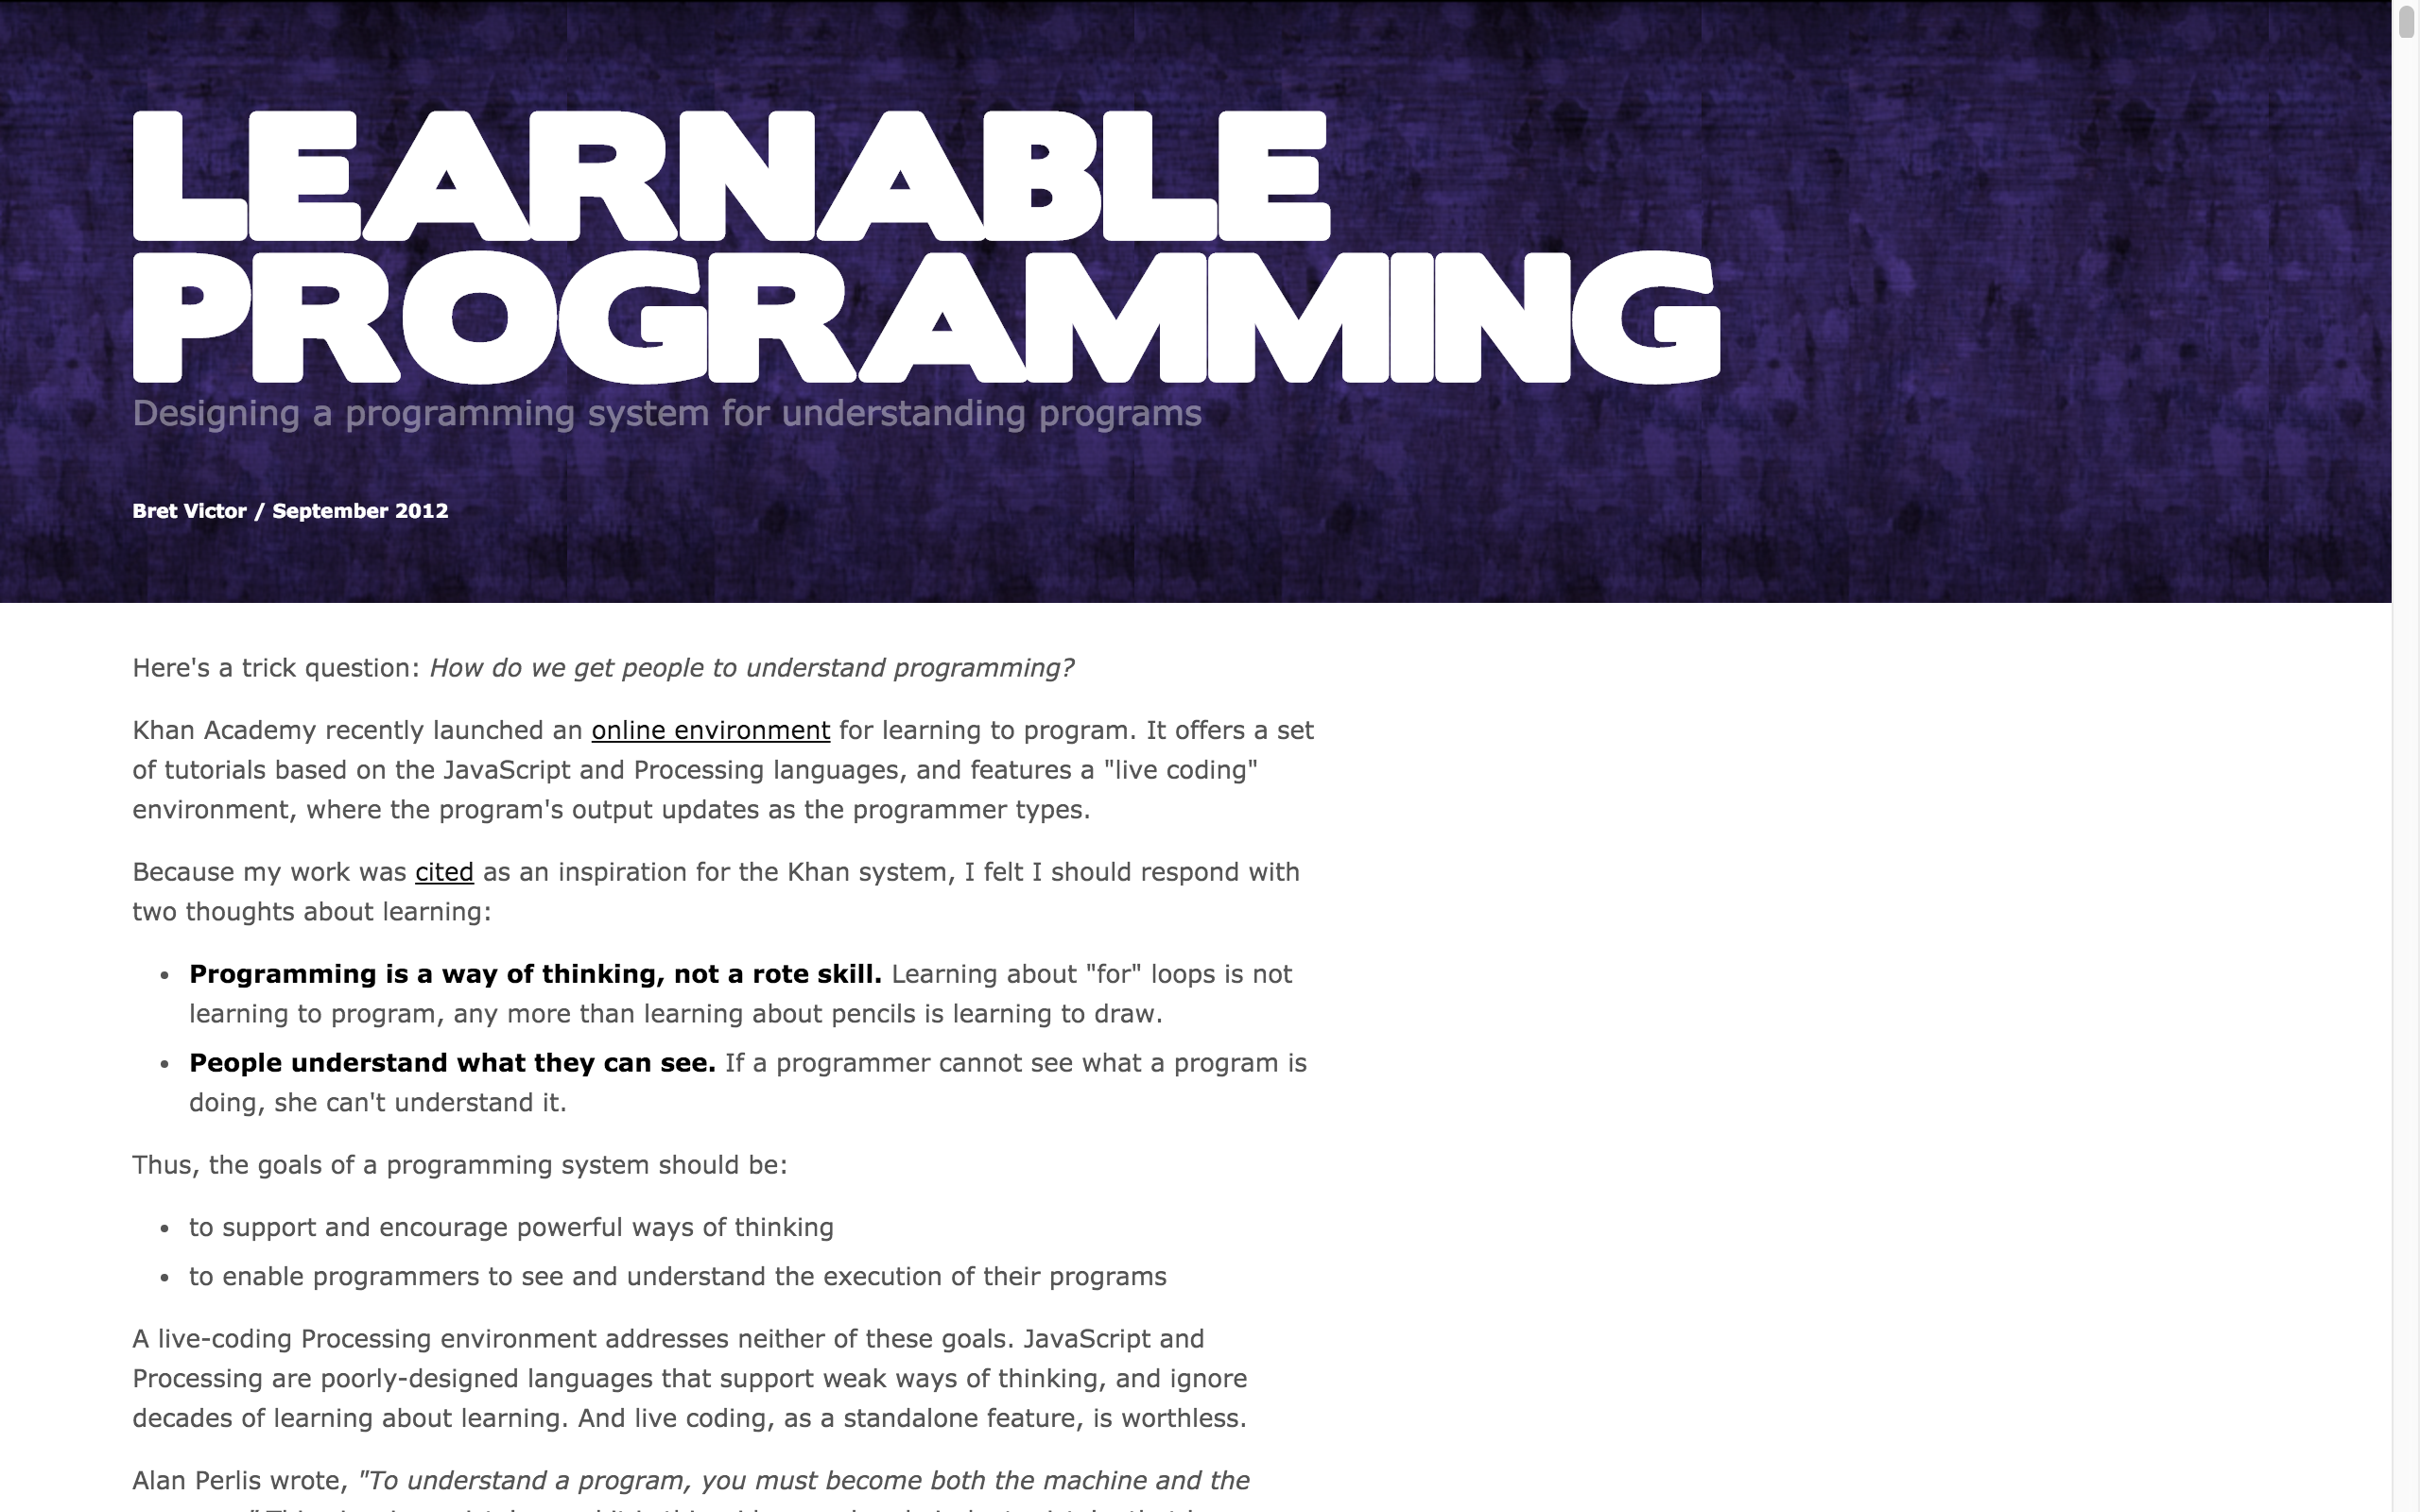 LEARNABLE
PROGRAMMING
Designing a programming system for understanding programs
Bret Victor / September 2012
Here's a trick question: How do we get people to understand programming?
Khan Academy recently launched an online environment for learning to program. It offers a set
of tutorials based on the JavaScript and Processing languages, and features a "live coding"
environment, where the program's output updates as the programmer types.
Because my work was cited as an inspiration for the Khan system, I felt I should respond with
two thoughts about learning:
• Programming is a way of thinking, not a rote skill. Learning about "for" loops is not
learning to program, any more than learning about pencils is learning to draw.
• People understand what they can see. If a programmer cannot see what a program is
doing, she can't understand it.
Thus, the goals of a programming system should be:
• to support and encourage powerful ways of thinking
• to enable programmers to see and understand the execution of their programs
A live-coding Processing environment addresses neither of these goals. JavaScript and
Processing are poorly-designed languages that support weak ways of thinking, and ignore
decades of learning about learning. And live coding, as a standalone feature, is worthless.
Alan Perlis wrote, "To understand a program, you must become both the machine and the